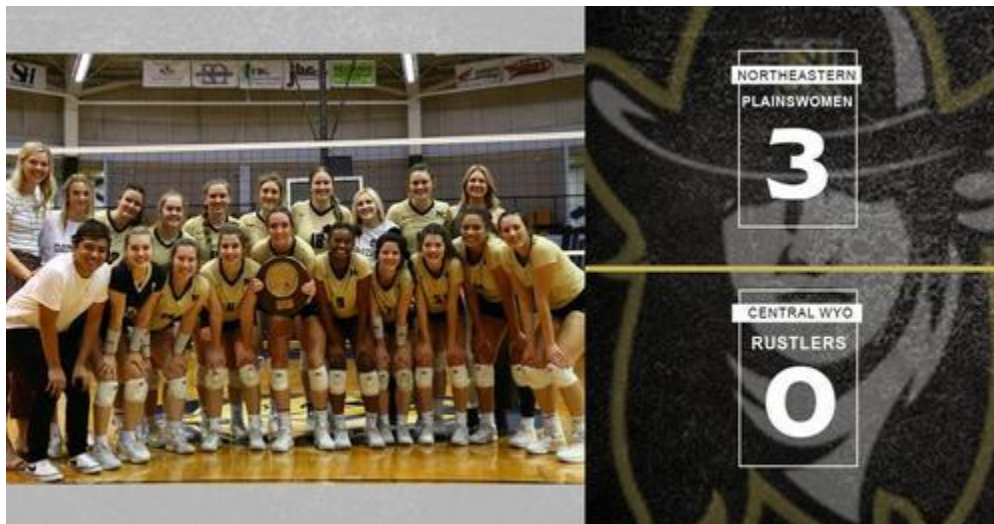 NORTHEASTERN
PLAINSWOMEN
3
CENTRAL WYO
RUSTLERS
0